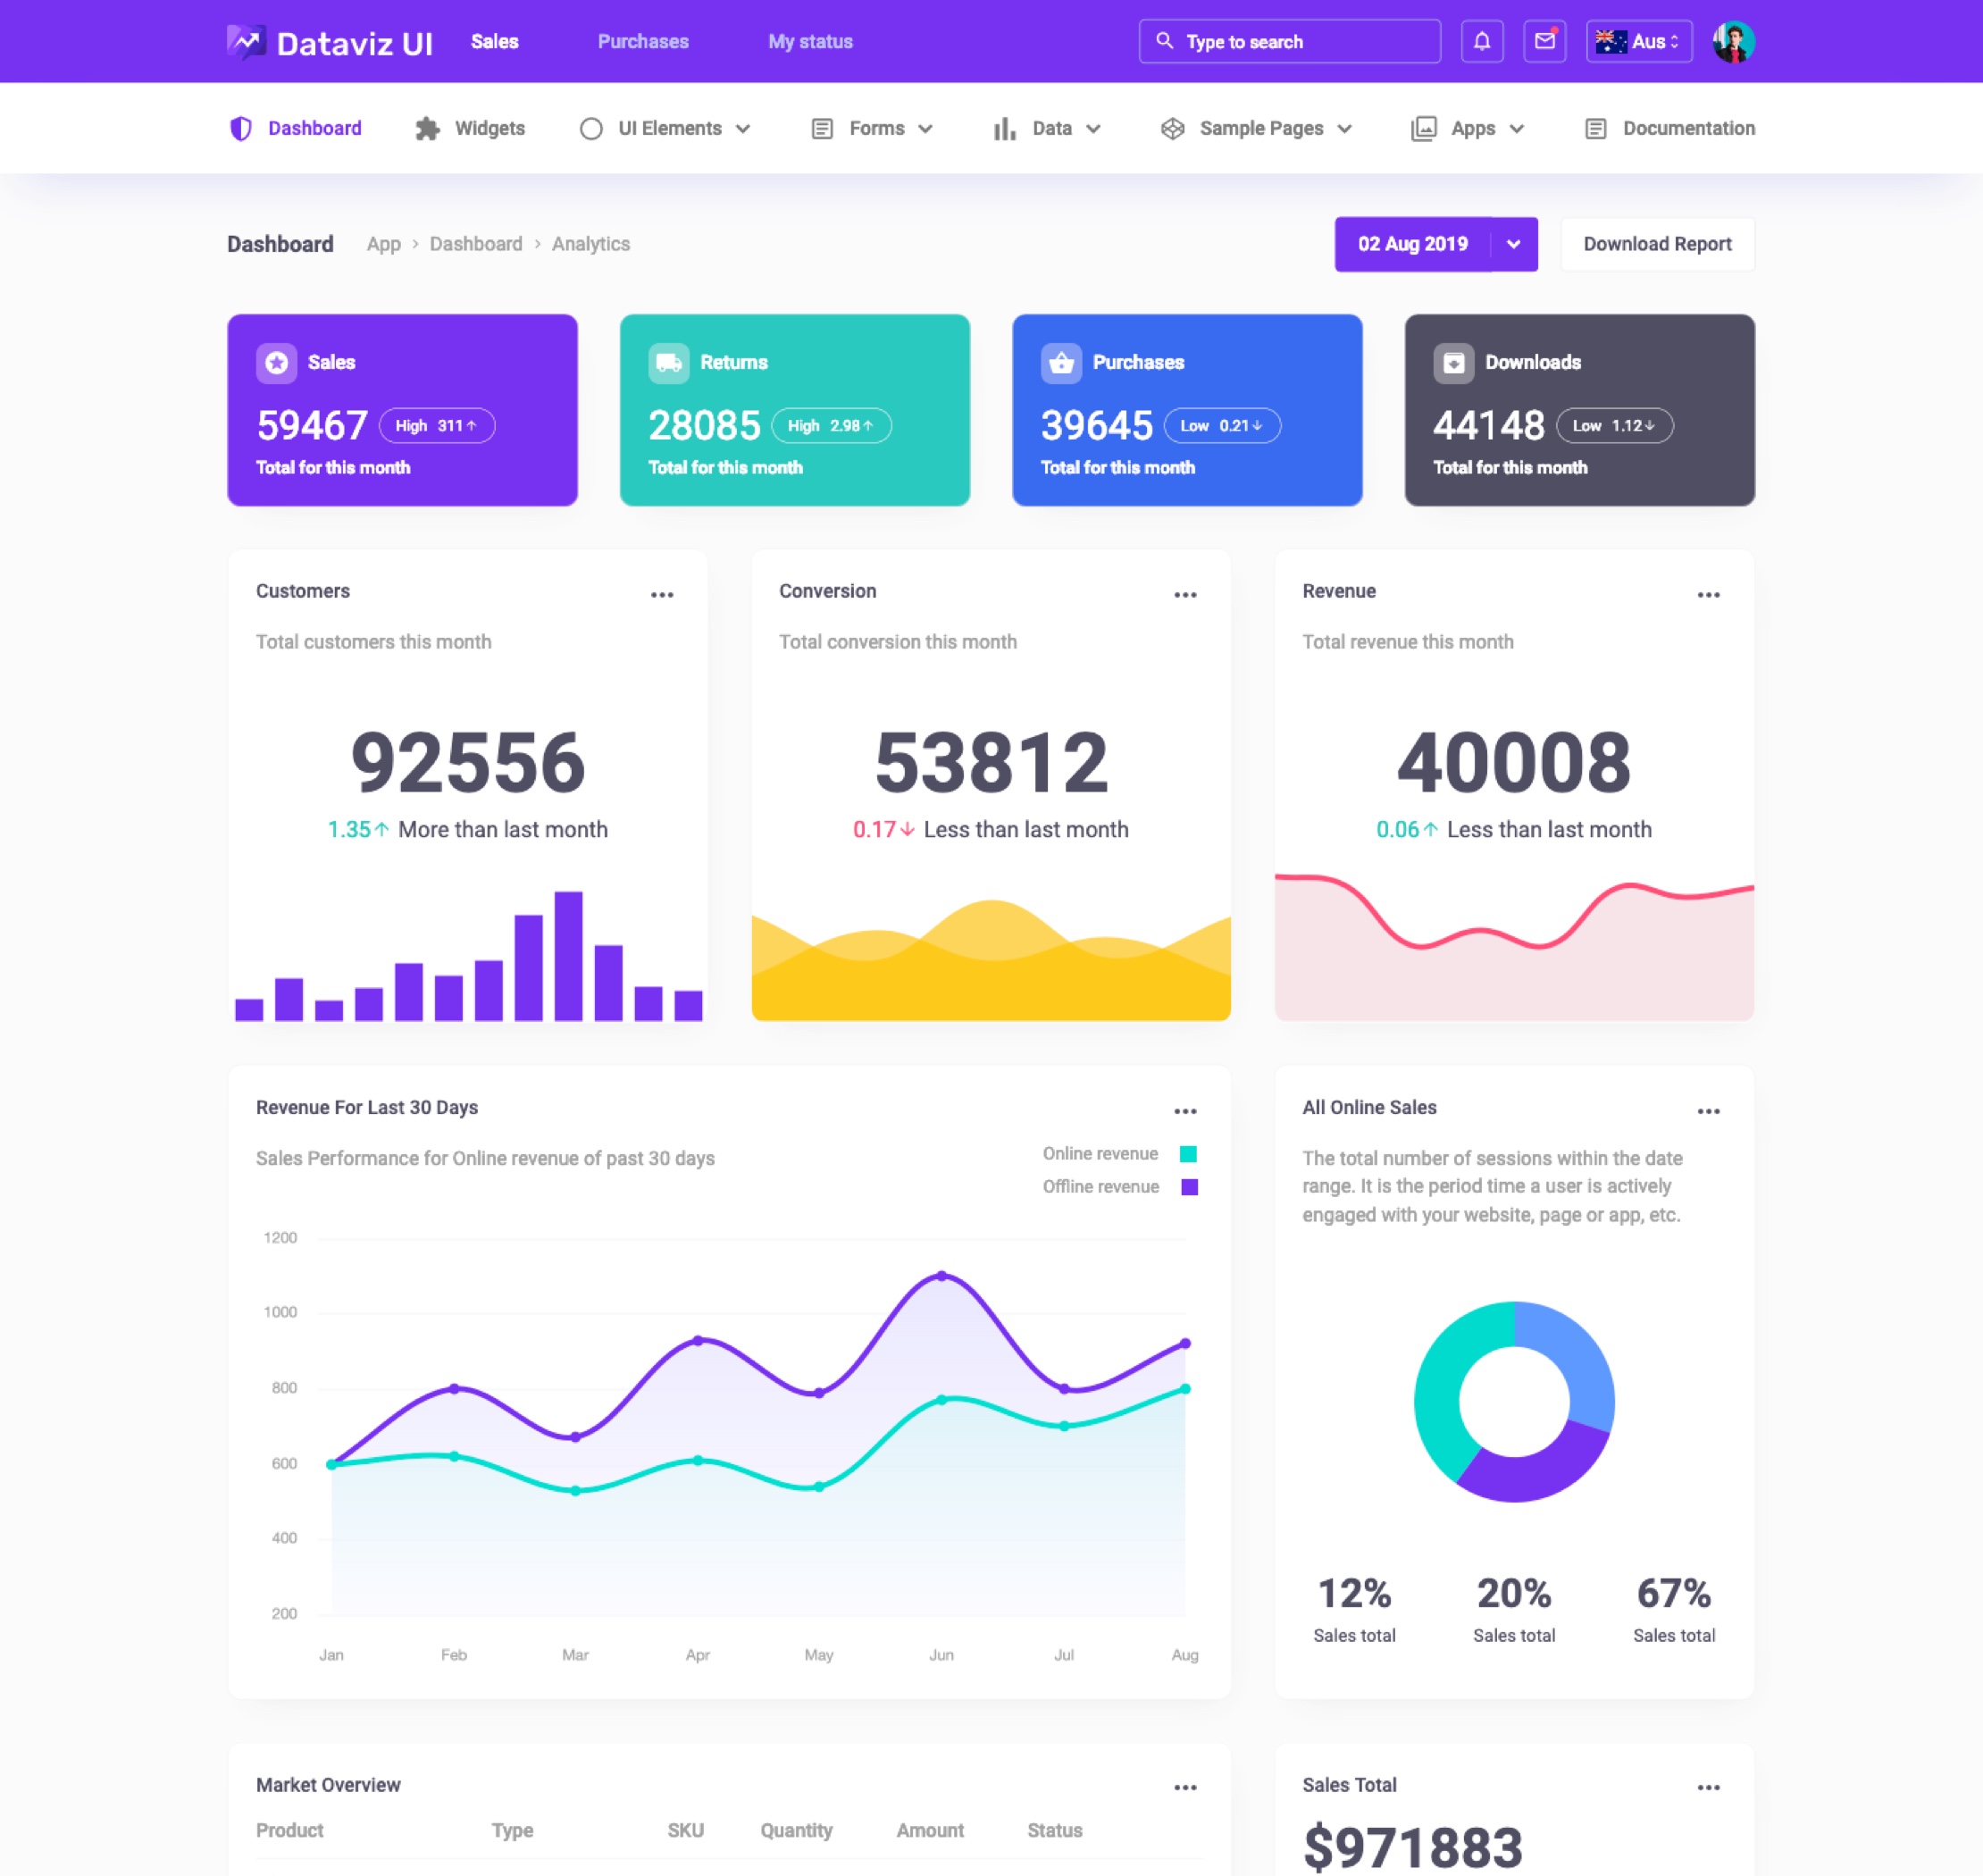 Dataviz UI
Sales
Purchases
My status
Type to search
Aus
Dashboard
Widgets
UI Elements
Forms
Data
Sample Pages
Apps
Documentation
Dashboard
App > Dashboard > Analytics
02 Aug 2019
Download Report
Sales
59467
High 311↑
Total for this month
Returns
28085
High 2.98↑
Total for this month
Purchases
39645
Low 0.21↓
Total for this month
Downloads
44148
Low 1.12↓
Total for this month
Customers
Total customers this month
92556
1.35↑ More than last month
Conversion
Total conversion this month
53812
0.17↓ Less than last month
Revenue
Total revenue this month
40008
0.06↑ Less than last month
Revenue For Last 30 Days
Sales Performance for Online revenue of past 30 days
Online revenue
Offline revenue
1200
1000
800
600
400
200
Jan
Feb
Mar
Apr
May
Jun
Jul
Aug
All Online Sales
The total number of sessions within the date
range. It is the period time a user is actively
engaged with your website, page or app, etc.
12%
Sales total
20%
Sales total
67%
Sales total
Market Overview
Product
Type
SKU
Quantity
Amount
Status
Sales Total
$971883